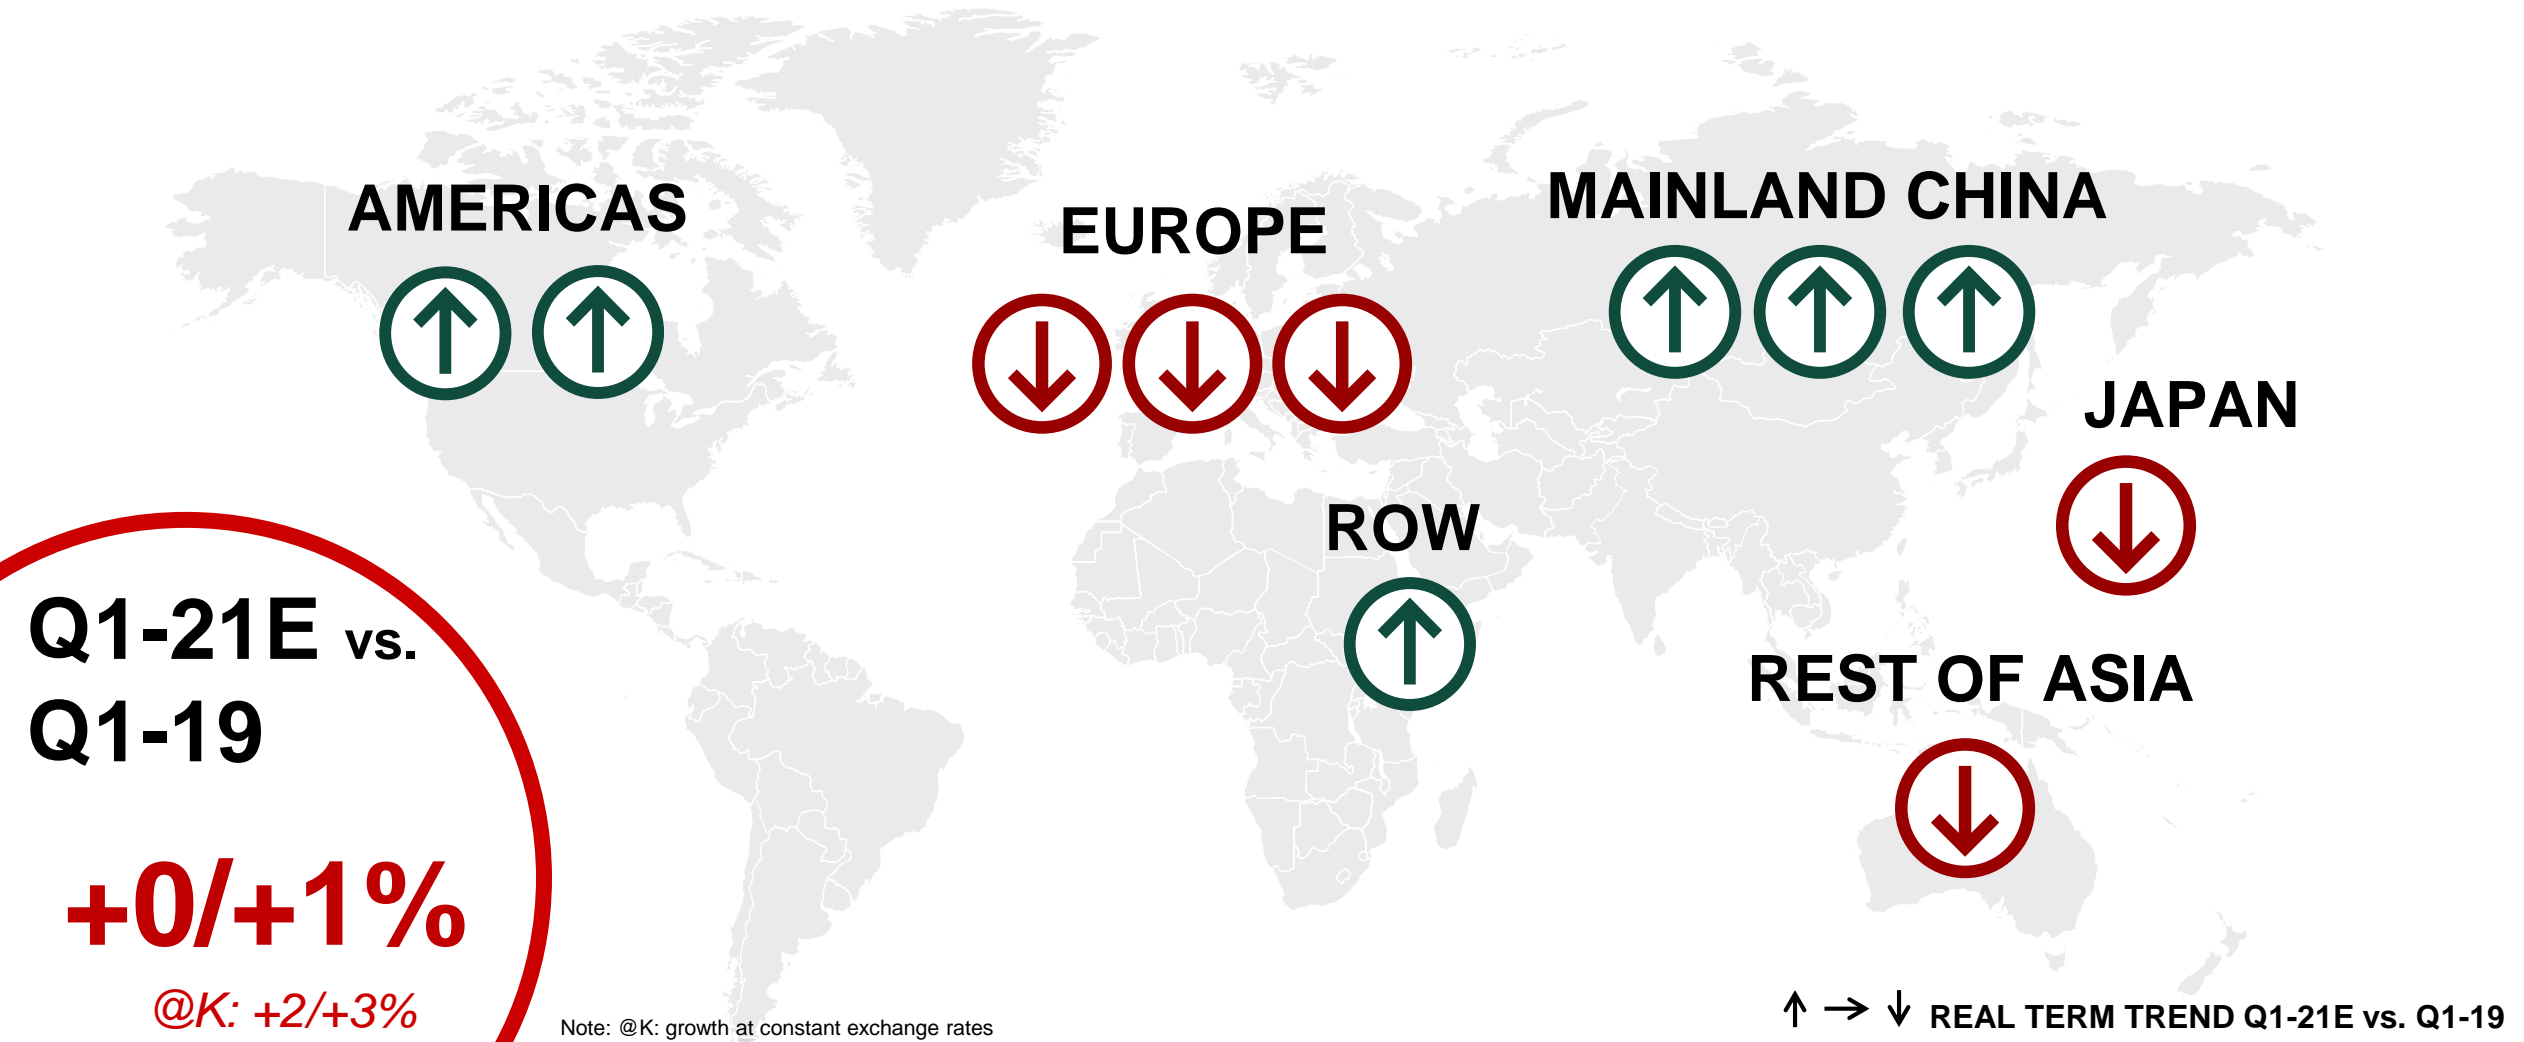 AMERICAS
EUROPE
MAINLAND CHINA
JAPAN
ROW
REST OF ASIA
Q1-21E vs.
Q1-19
+0/+1%
@K: +2/+3%
Note: @K: growth at constant exchange rates
↑ → ↓ REAL TERM TREND Q1-21E vs. Q1-19